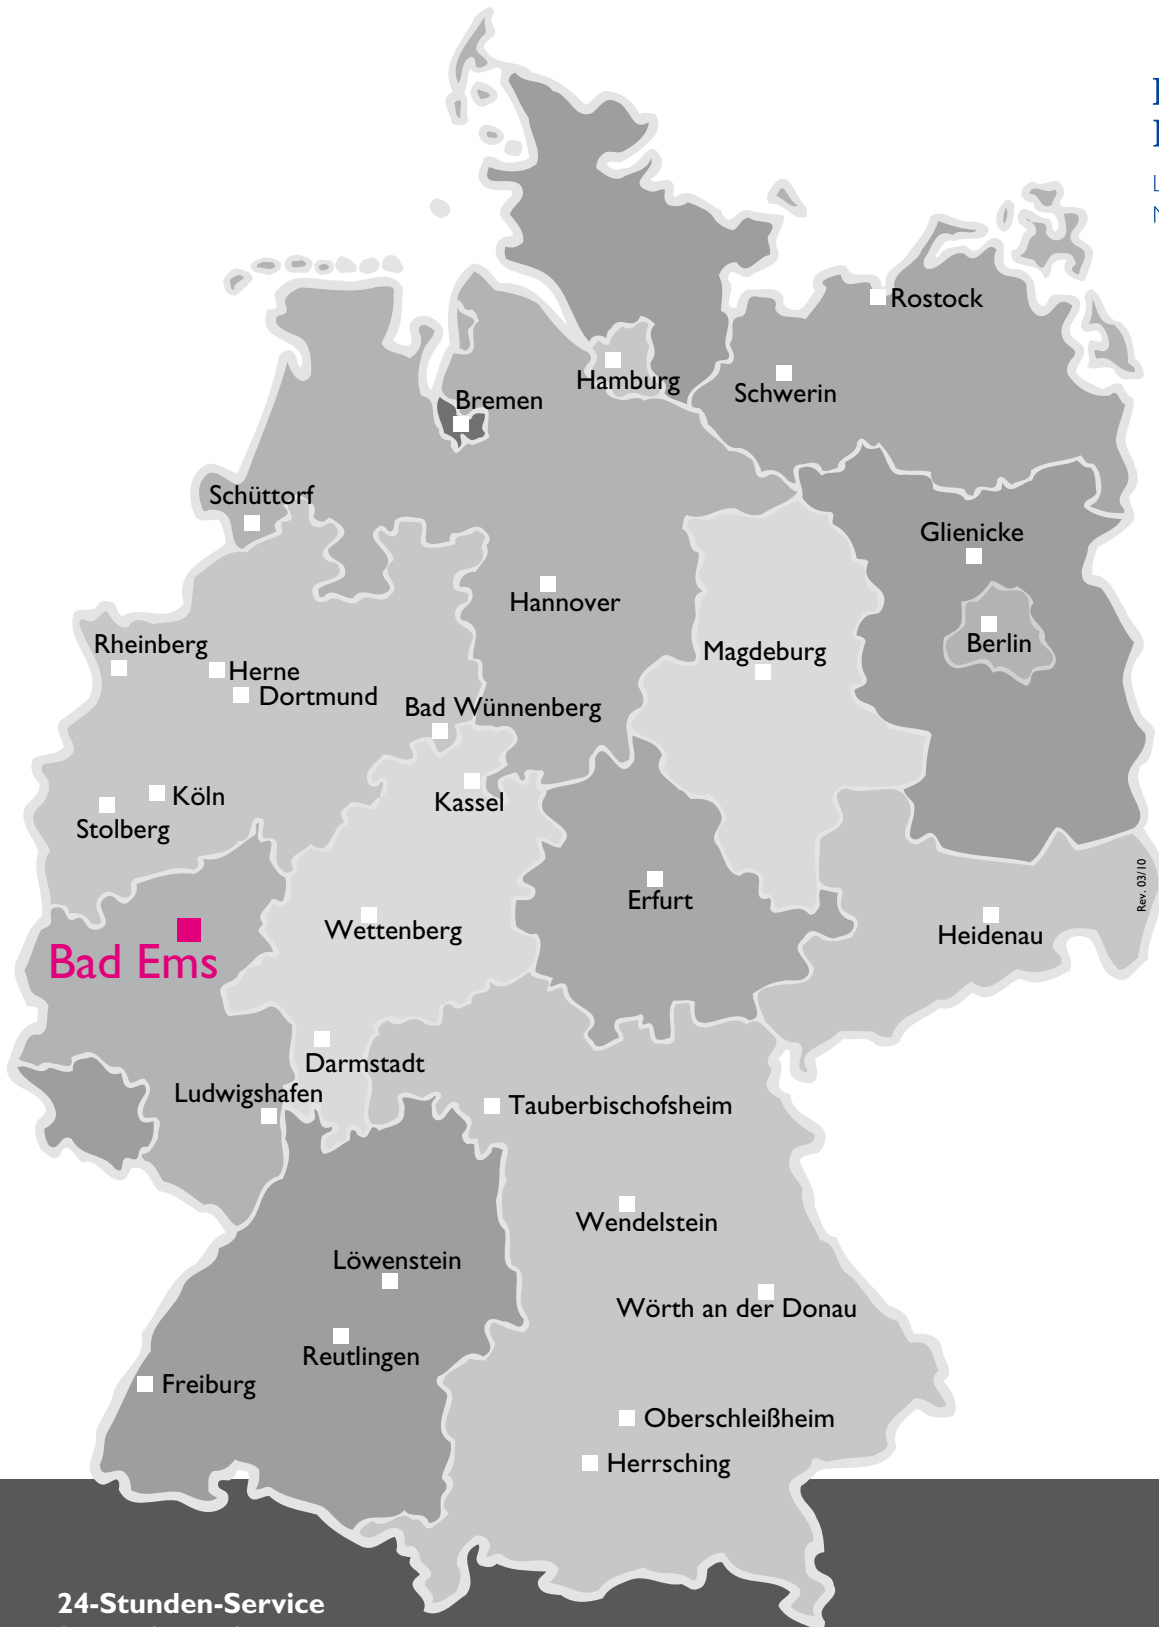 Rostock
Hamburg
Schwerin
Bremen
Schüttorf
Glienicke
Hannover
Rheinberg
Berlin
Magdeburg
Herne
Dortmund
Bad Wünnenberg
Köln
Kassel
Stolberg
Rev. 03/10
Erfurt
Wettenberg
Heidenau
Bad Ems
Darmstadt
Ludwigshafen
Tauberbischofsheim
Wendelstein
Löwenstein
Wörth an der Donau
Reutlingen
Freiburg
Oberschleißheim
Herrsching
24-Stunden-Service